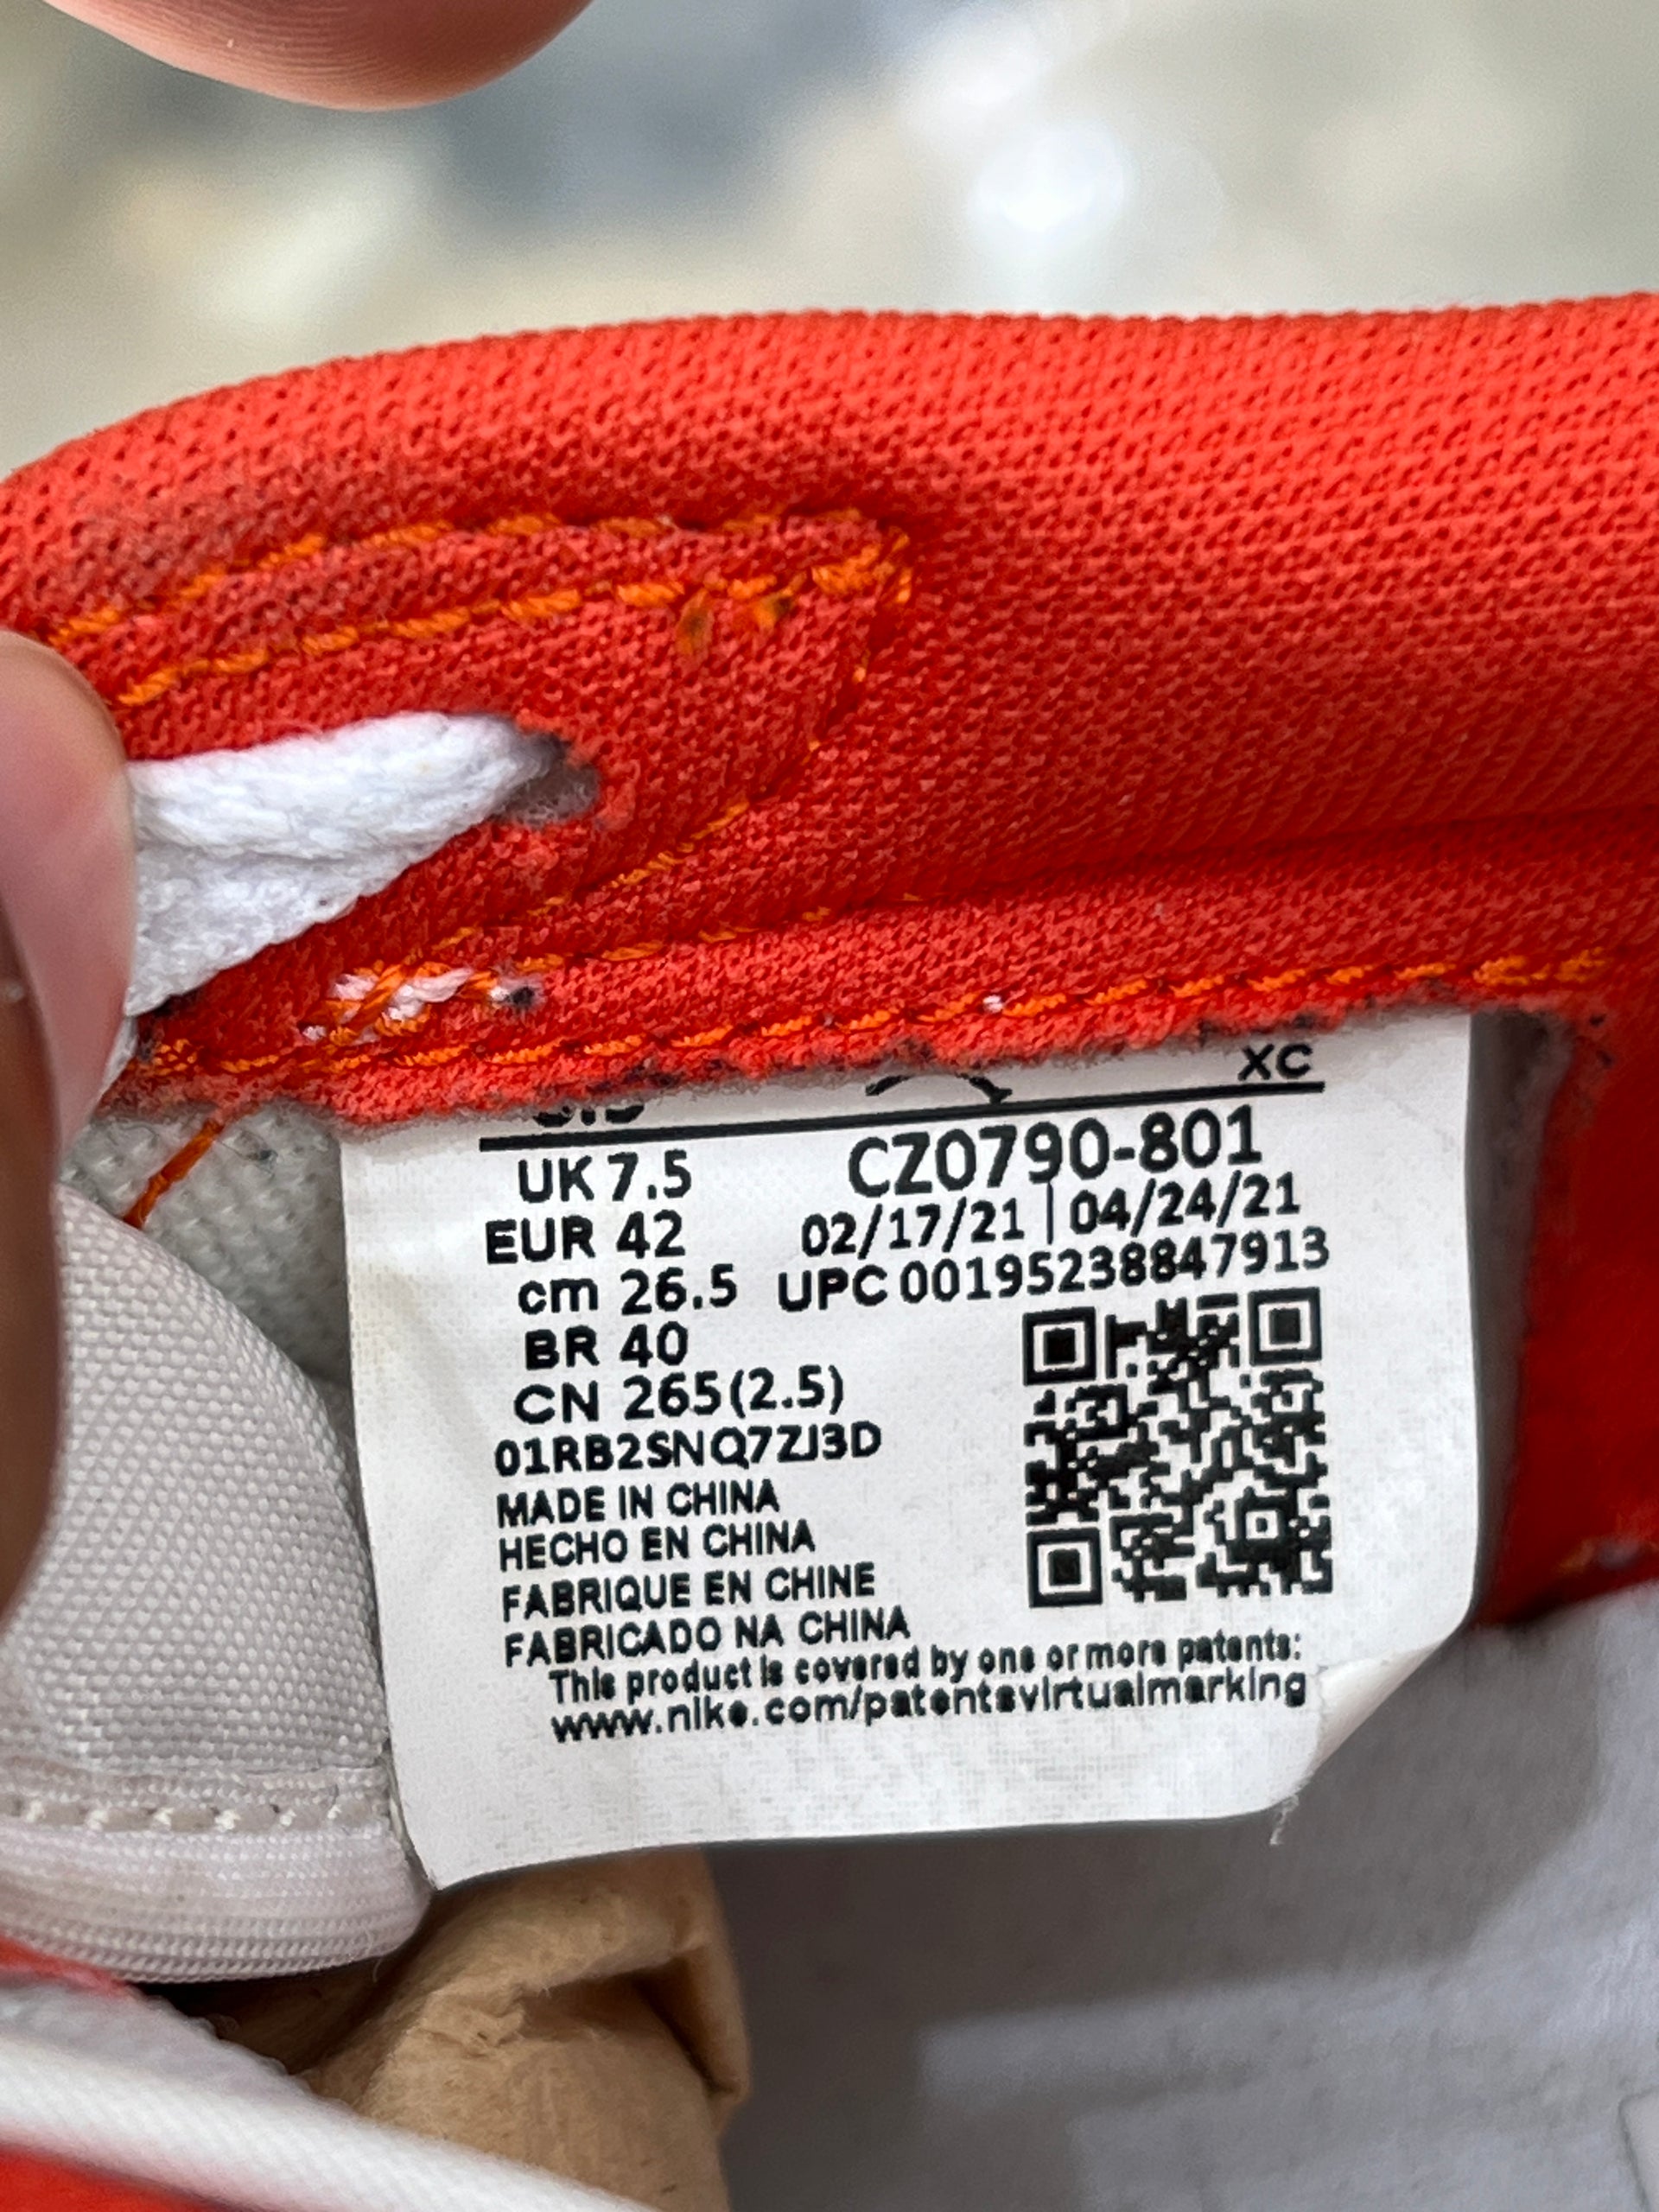 XC
UK 7.5
CZ0790-801
EUR 42
02/17/21 | 04/24/21
cm 26.5
UPC 00195238847913
BR 40
CN 265(2.5)
01RB2SNQ7ZJ3D
MADE IN CHINA
HECHO EN CHINA
FABRIQUE EN CHINE
FABRICADO NA CHINA
This product is covered by one or more patents:
www.nike.com/patentsvirtualmarking